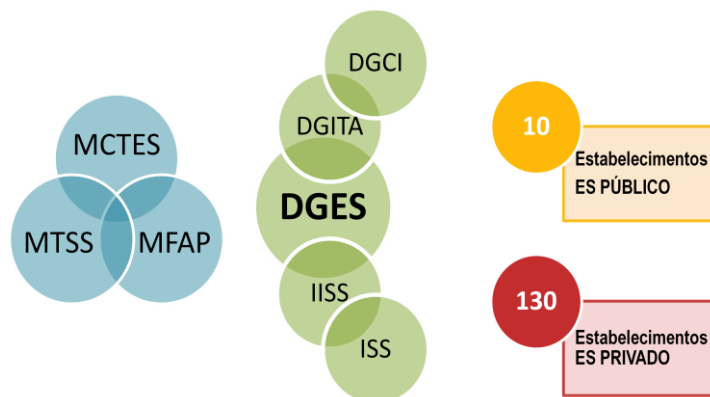 MCTES
MTSS
MFAP
DGCI
DGITA
DGES
IISS
ISS
10
Estabelecimentos
ES PÚBLICO
130
Estabelecimentos
ES PRIVADO